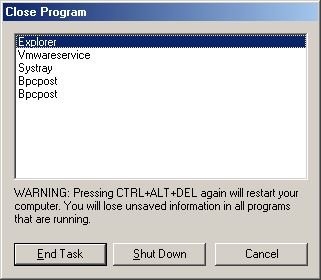 Close Program
Explorer
Vmwareservice
Systray
Bpcpost
Bpcpost
WARNING: Pressing CTRL+ALT+DEL again will restart your
computer. You will lose unsaved information in all programs
that are running.
End Task
Shut Down
Cancel